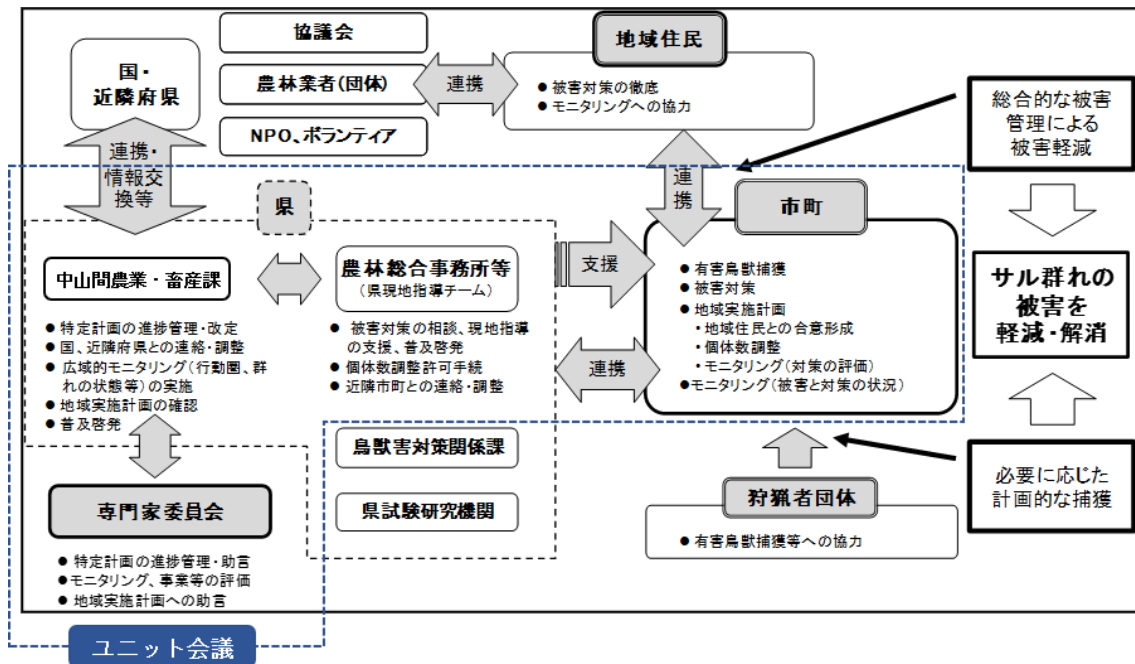 協議会
農林業者(団体)
NPO、ボランティア
国・
近隣府県
連携
地域住民
● 被害対策の徹底
● モニタリングへの協力
総合的な被害
管理による
被害軽減
連携・
情報交
換等
県
連
携
市町
中山間農業・畜産課
● 特定計画の進捗管理・改定
● 国、近隣府県との連絡・調整
● 広域的モニタリング(行動圏、群
れの状態等)の実施
● 地域実施計画の確認
● 普及啓発
農林総合事務所等
(県現地指導チーム)
● 被害対策の相談、現地指導
の支援、普及啓発
● 個体数調整許可手続
● 近隣市町との連絡・調整
支援
連携
● 有害鳥獣捕獲
● 被害対策
● 地域実施計画
・地域住民との合意形成
・個体数調整
・モニタリング(対策の評価)
●モニタリング(被害と対策の状況)
サル群れの
被害を
軽減・解消
鳥獣害対策関係課
県試験研究機関
専門家委員会
● 特定計画の進捗管理・助言
●モニタリング、事業等の評価
● 地域実施計画への助言
狩猟者団体
● 有害鳥獣捕獲等への協力
必要に応じた
計画的な捕獲
ユニット会議